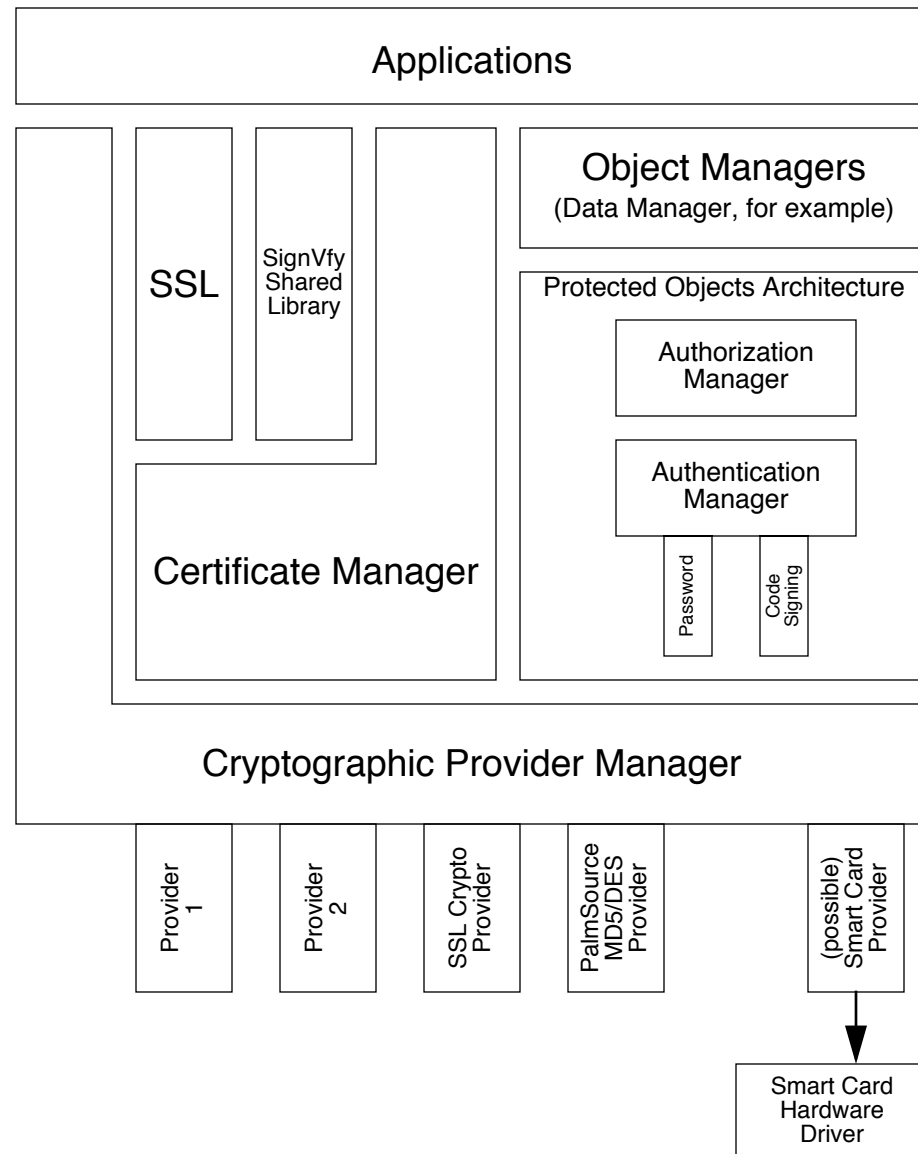 Applications
SSL
SignVfy
Shared
Library
Object Managers
(Data Manager, for example)
Protected Objects Architecture
Authorization
Manager
Authentication
Manager
Password
Code
Signing
Certificate Manager
Cryptographic Provider Manager
Provider
1
Provider
2
SSL Crypto
Provider
PalmSource
MD5/DES
Provider
(possible)
Smart Card
Provider
Smart Card
Hardware
Driver